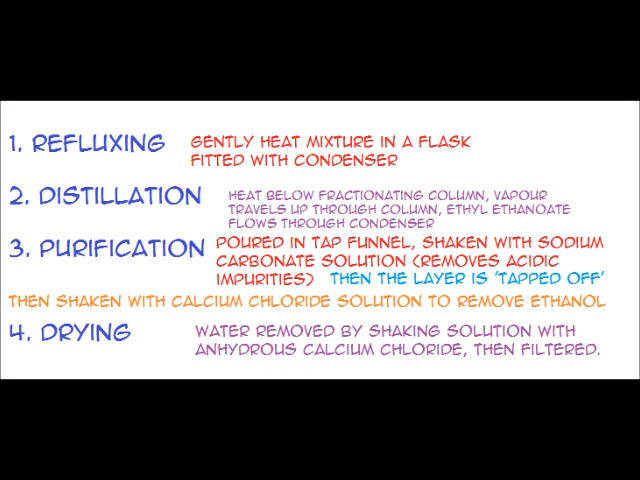 1. REFLUXING GENTLY HEAT MIXTURE IN A FLASK
FITTED WITH CONDENSER
2. DISTILLATION HEAT BELOW FRACTIONATING COLUMN, VAPOUR
TRAVELS UP THROUGH COLUMN, ETHYL ETHANOATE
FLOWS THROUGH CONDENSER
3. PURIFICATION POURED IN TAP FUNNEL, SHAKEN WITH SODIUM
CARBONATE SOLUTION (REMOVES ACIDIC
IMPURITIES) THEN THE LAYER IS 'TAPPED OFF'
THEN SHAKEN WITH CALCIUM CHLORIDE SOLUTION TO REMOVE ETHANOL
4. DRYING WATER REMOVED BY SHAKING SOLUTION WITH
ANHYDROUS CALCIUM CHLORIDE, THEN FILTERED.